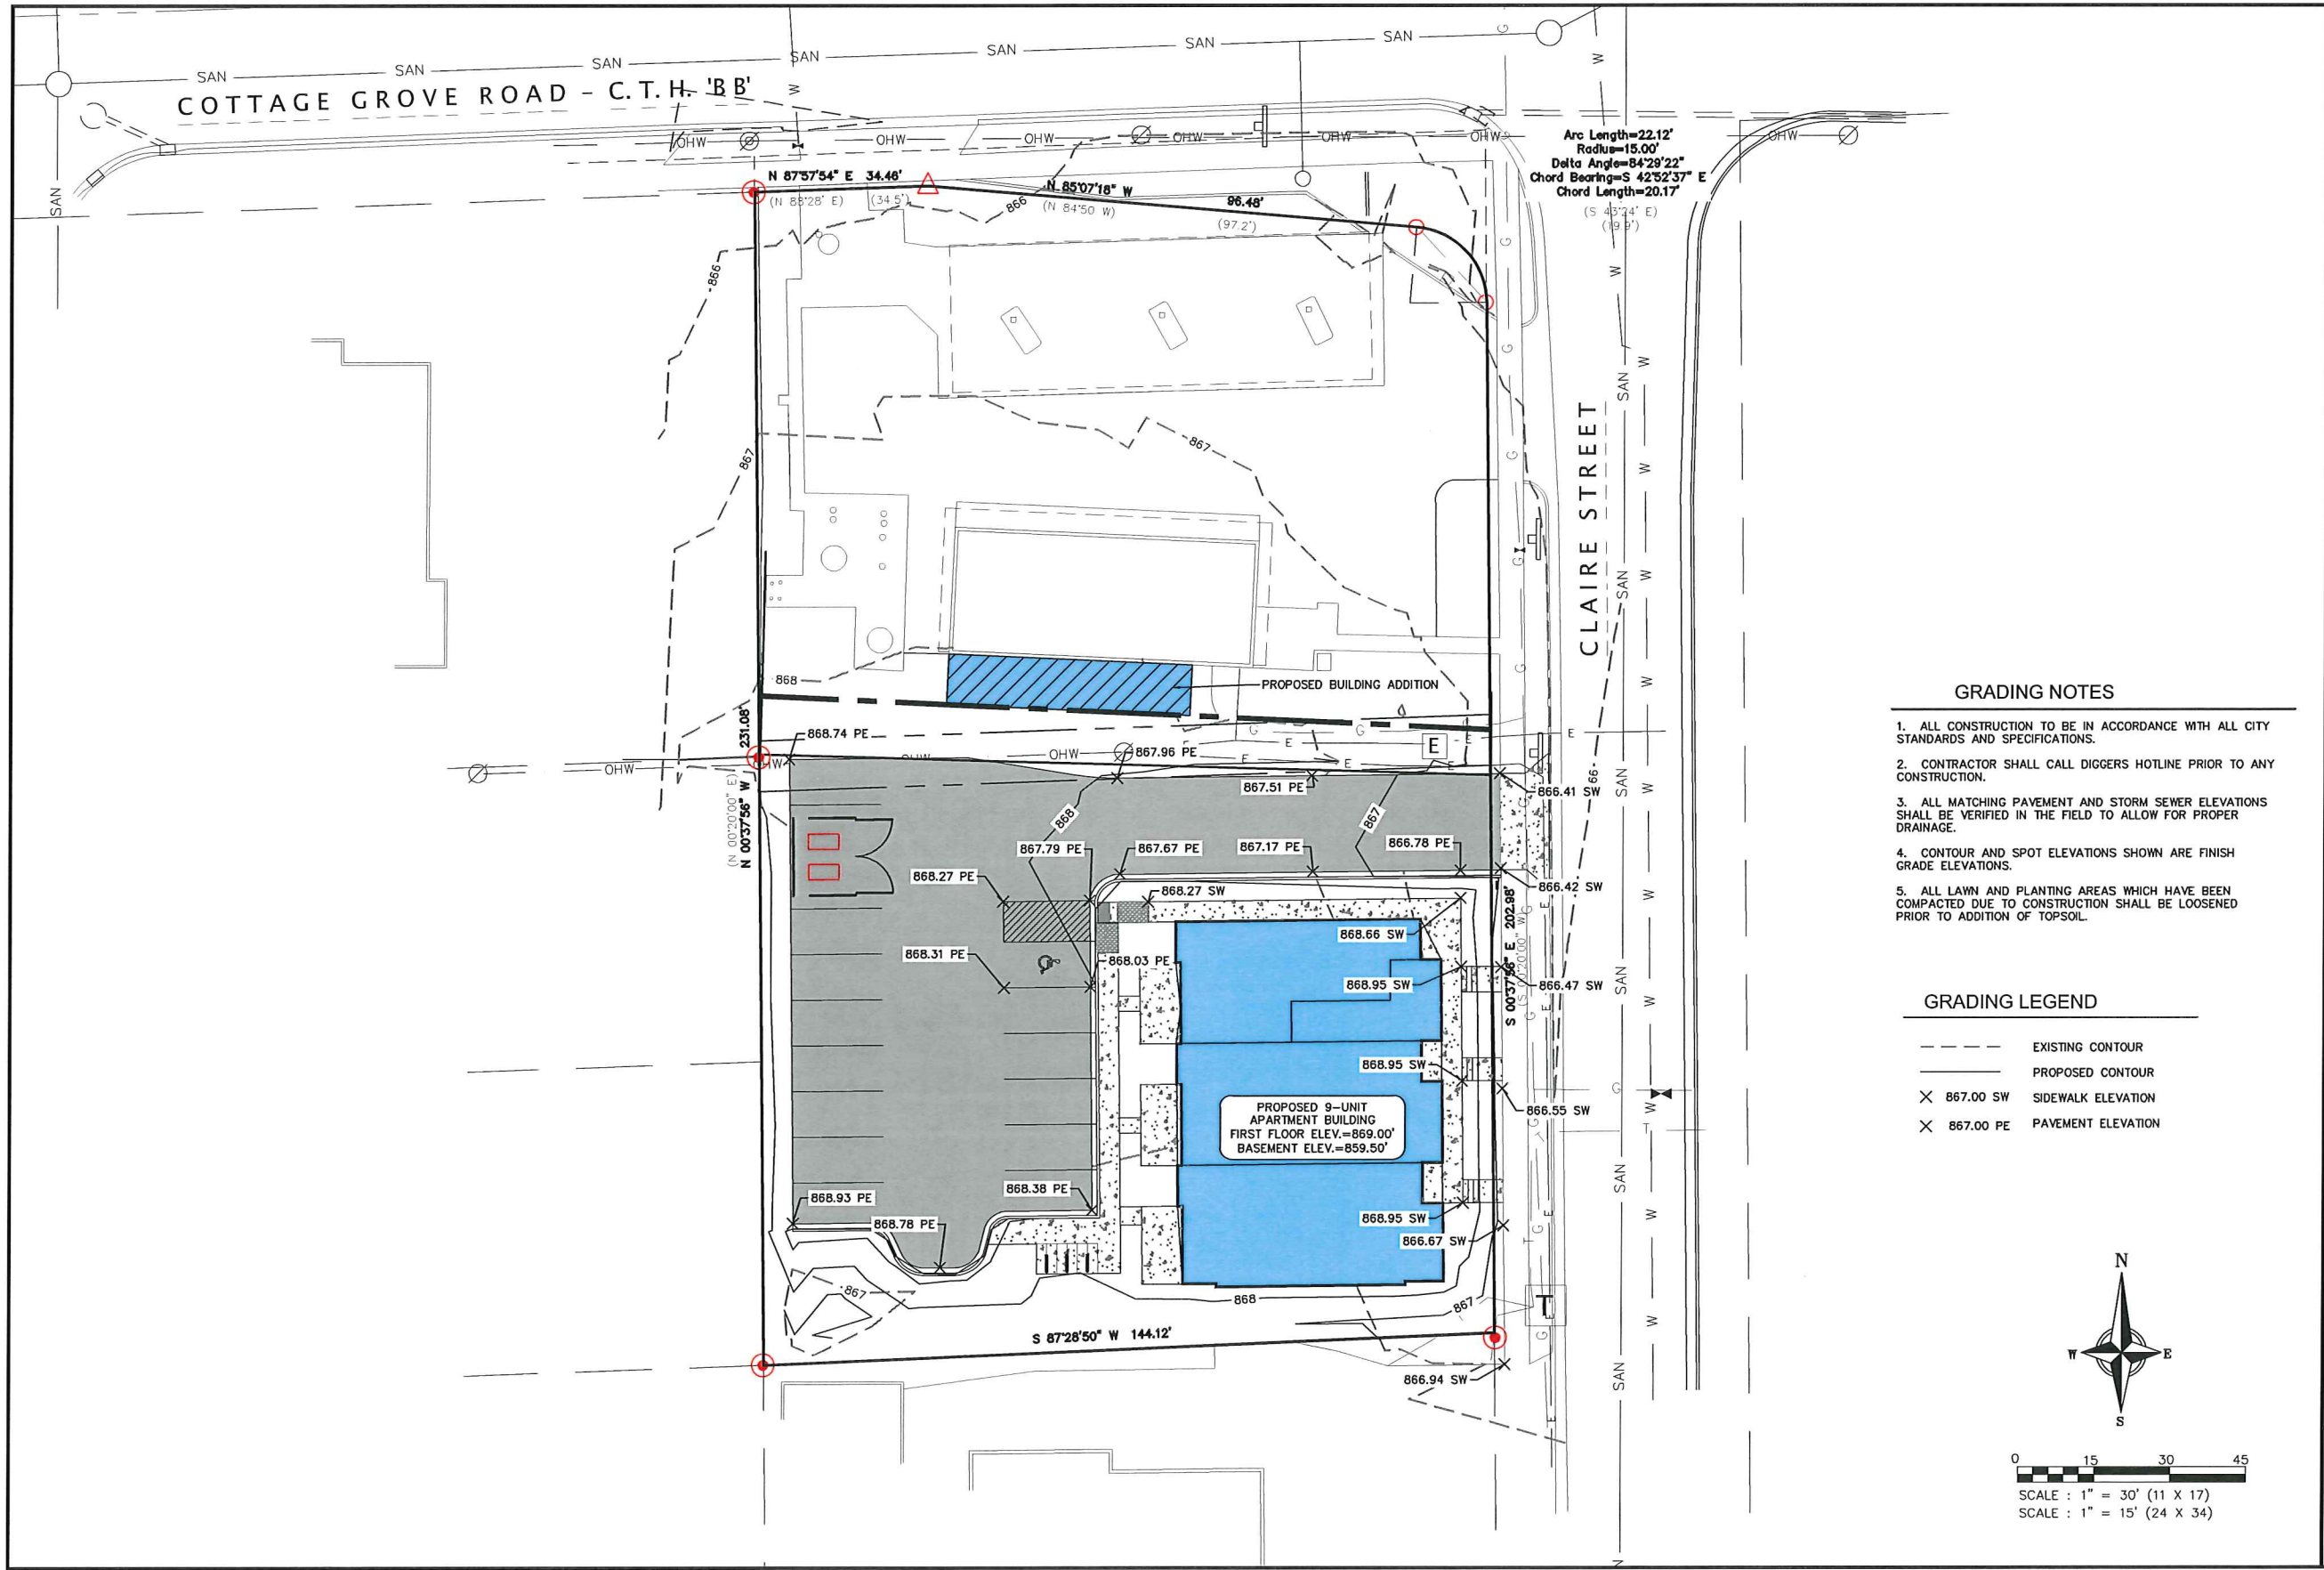 SAN SAN SAN SAN SAN SAN SAN SAN
COTTAGE GROVE ROAD - C.T.H. 'BB'
W
G
W
OHW OHW OHW OHW OHW OHW
SAN
Arc Length=22.12'
Radius=15.00'
Delta Angle=84°29'22"
Chord Bearing=S 42°52'37" E
Chord Length=20.17'
(S 43°24' E)
(19.9')
N 87°57'54" E 34.46'
(N 88°28' E) (34.5')
N 85°07'18" W 96.48'
(N 84°50 W) (97.2')
866
866
867
867
CLAIRE STREET
868
PROPOSED BUILDING ADDITION
231.08'
N 00°37'56" W
(N 00°20'00" E)
868.74 PE
OHW OHW OHW
867.96 PE
G G
E E E E E
E
867.51 PE
866.41 SW
866
868
867
867.79 PE
867.67 PE
867.17 PE
866.78 PE
868.27 PE
868.27 SW
866.42 SW
868.66 SW
868.31 PE
868.03 PE
868.95 SW
866.47 SW
S 00°37'56" E 202.98'
(S 0°20'00" W)
868.95 SW
866.55 SW
PROPOSED 9-UNIT
APARTMENT BUILDING
FIRST FLOOR ELEV.=869.00'
BASEMENT ELEV.=859.50'
868.93 PE
868.78 PE
868.38 PE
868.95 SW
866.67 SW
867
868
867
T
S 87°28'50" W 144.12'
866.94 SW
GRADING NOTES
1. ALL CONSTRUCTION TO BE IN ACCORDANCE WITH ALL CITY
STANDARDS AND SPECIFICATIONS.
2. CONTRACTOR SHALL CALL DIGGERS HOTLINE PRIOR TO ANY
CONSTRUCTION.
3. ALL MATCHING PAVEMENT AND STORM SEWER ELEVATIONS
SHALL BE VERIFIED IN THE FIELD TO ALLOW FOR PROPER
DRAINAGE.
4. CONTOUR AND SPOT ELEVATIONS SHOWN ARE FINISH
GRADE ELEVATIONS.
5. ALL LAWN AND PLANTING AREAS WHICH HAVE BEEN
COMPACTED DUE TO CONSTRUCTION SHALL BE LOOSENED
PRIOR TO ADDITION OF TOPSOIL.
GRADING LEGEND
EXISTING CONTOUR
PROPOSED CONTOUR
867.00 SW SIDEWALK ELEVATION
867.00 PE PAVEMENT ELEVATION
N
W E
S
0 15 30 45
SCALE : 1" = 30' (11 X 17)
SCALE : 1" = 15' (24 X 34)